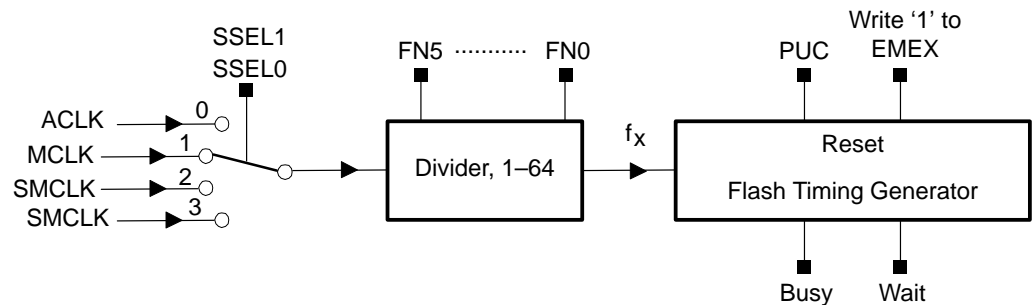 SSEL1
SSEL0
FN5 ........... FN0
PUC
Write ‘1’ to
EMEX
ACLK
0
MCLK
1
SMCLK
2
SMCLK
3
Divider, 1–64
fX
Reset
Flash Timing Generator
Busy
Wait